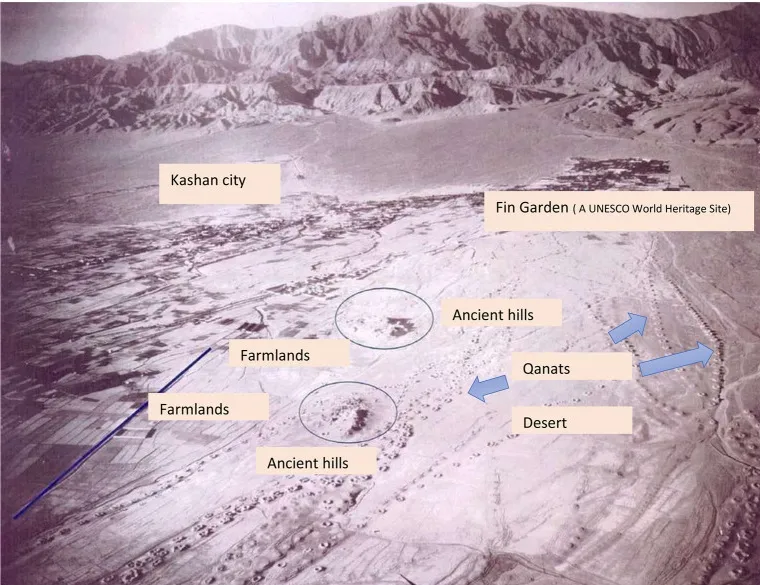 Kashan city
Fin Garden ( A UNESCO World Heritage Site)
Ancient hills
Farmlands
Qanats
Farmlands
Desert
Ancient hills